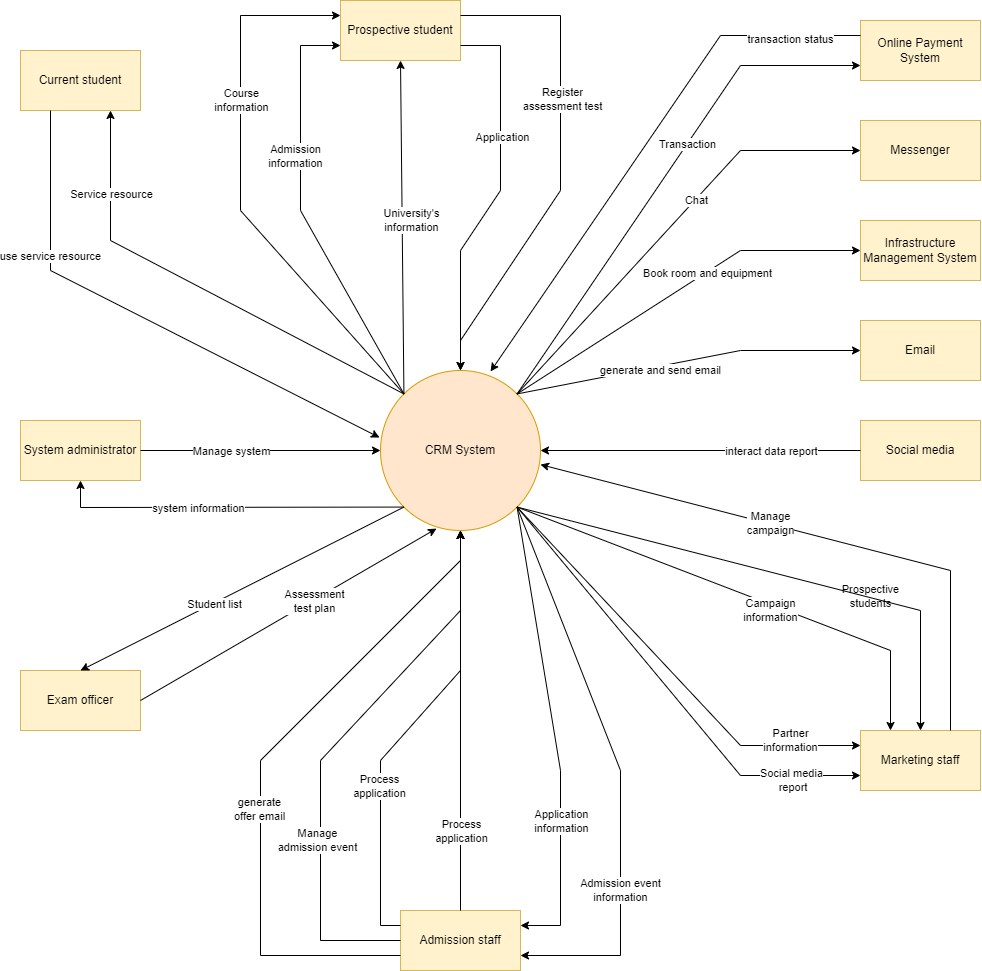 Prospective student
Online Payment
System
transaction status
Current student
Course
information
Register
assessment test
Application
Admission
information
Transaction
Messenger
Service resource
Chat
University's
information
use service resource
Infrastructure
Management System
Book room and equipment
Email
generate and send email
System administrator
Manage system
CRM System
interact data report
Social media
system information
Manage
campaign
Student list
Assessment
test plan
Prospective
students
Campaign
information
Exam officer
Partner
information
Marketing staff
Social media
report
Process
application
generate
offer email
Manage
admission event
Process
application
Application
information
Admission event
information
Admission staff